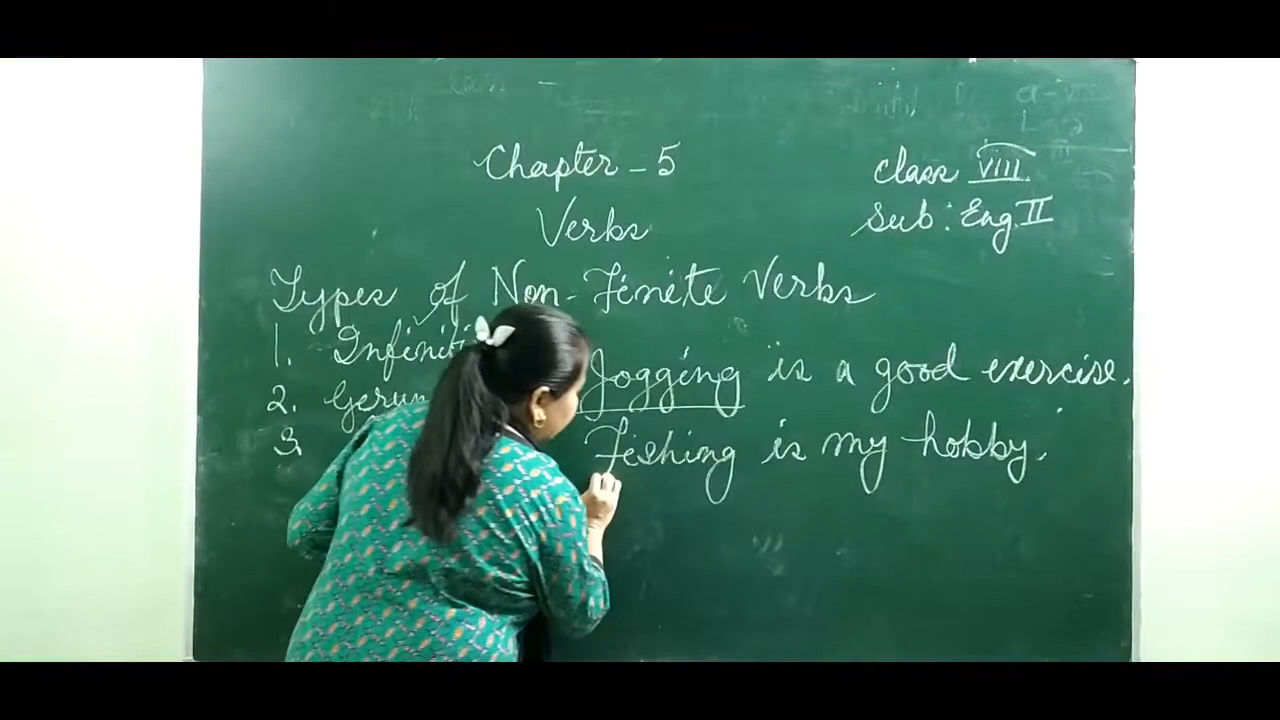 Chapter - 5
Class VIII
Verbs
Sub: Eng. II
Types of Non-Finite Verbs
1. Infiniti
2. Gerun
3
Jogging is a good exercise.
Fishing is my hobby.